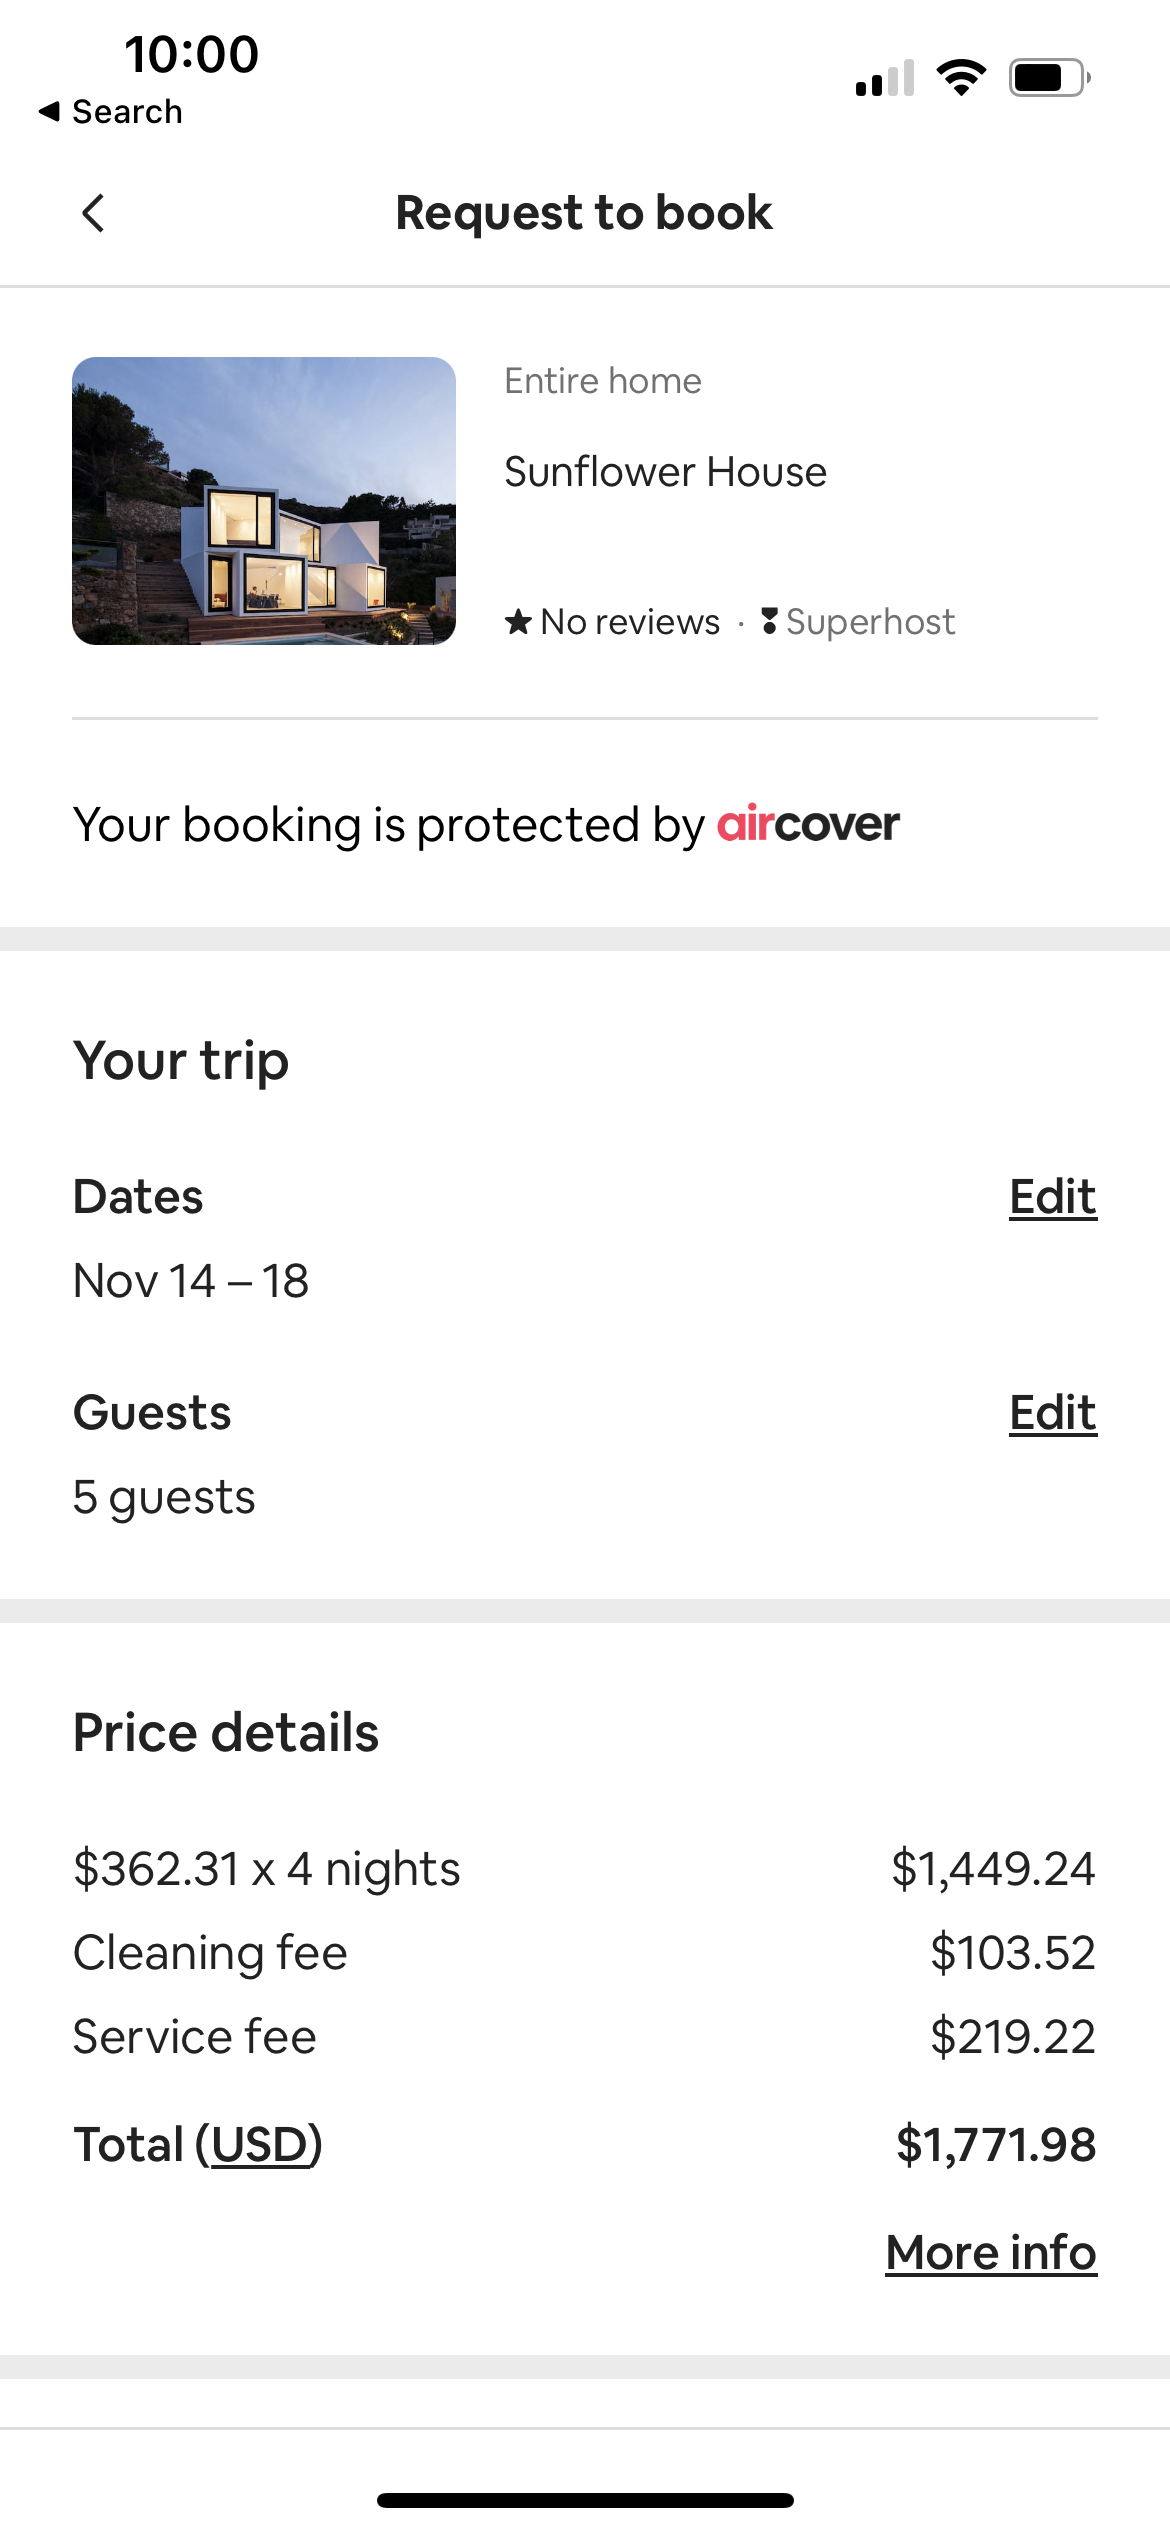 10:00
◀ Search
Request to book
Entire home
Sunflower House
★ No reviews · Superhost
Your booking is protected by aircover
Your trip
Dates Edit
Nov 14 – 18
Guests Edit
5 guests
Price details
$362.31 x 4 nights $1,449.24
Cleaning fee $103.52
Service fee $219.22
Total (USD) $1,771.98
More info